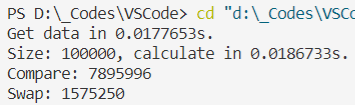 PS D:\_Codes\VSCode> cd "d:\_Codes\VSCo
Get data in 0.0177653s.
Size: 100000, calculate in 0.0186733s.
Compare: 7895996
Swap: 1575250